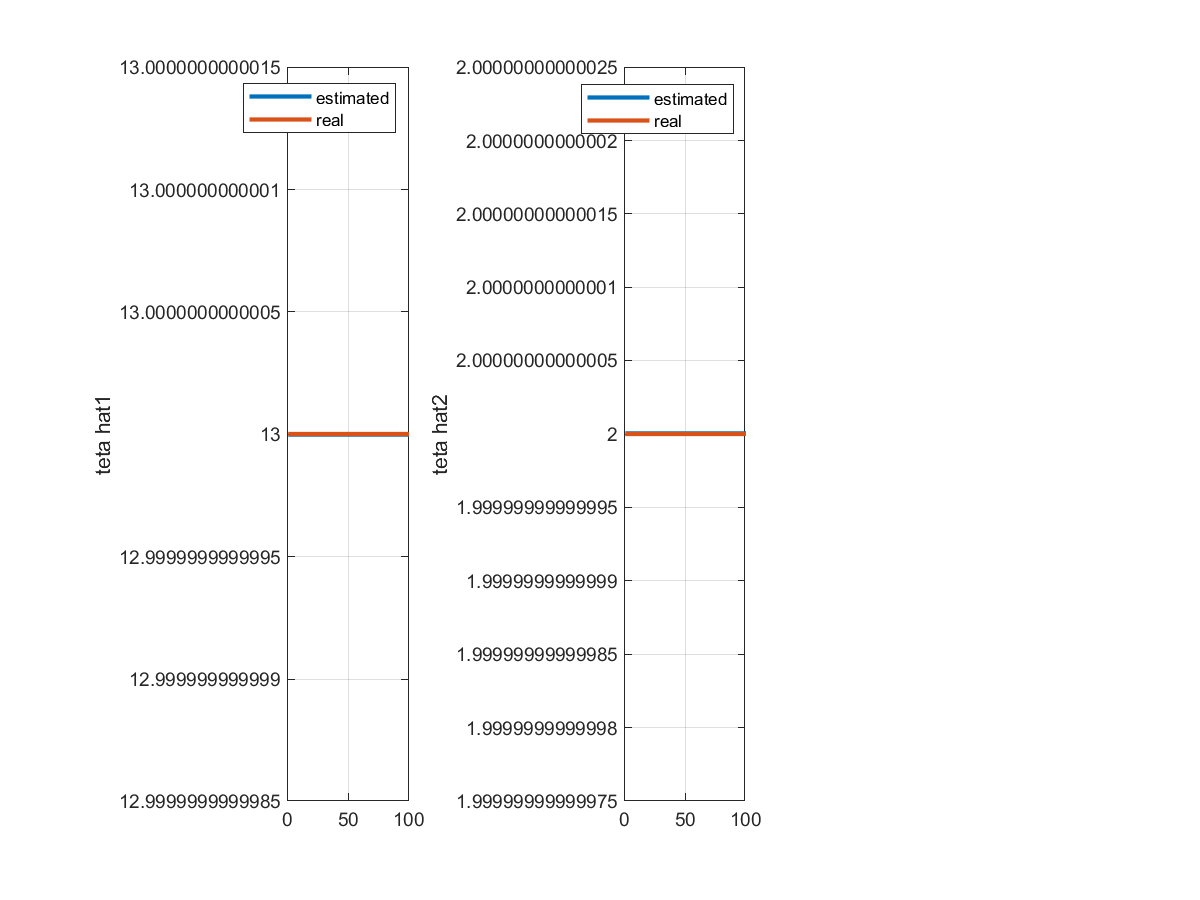 teta hat1
13.0000000000015
13.000000000001
13.0000000000005
13
12.9999999999995
12.999999999999
12.9999999999985
estimated
real
0 50 100
teta hat2
2.00000000000025
2.0000000000002
2.00000000000015
2.0000000000001
2.00000000000005
2
1.99999999999995
1.9999999999999
1.99999999999985
1.9999999999998
1.99999999999975
estimated
real
0 50 100